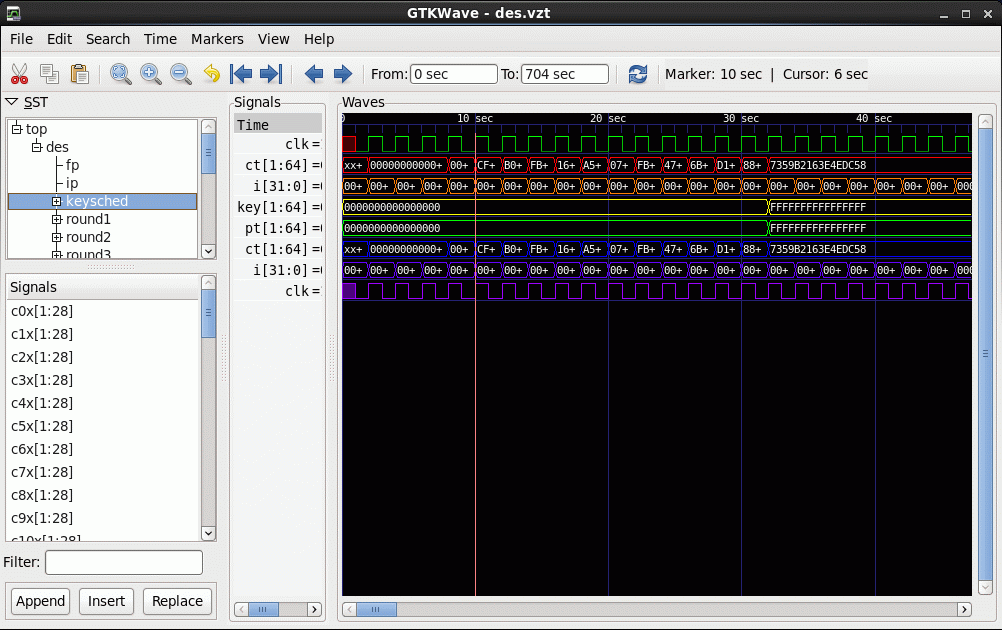 GTKWave - des.vzt
File Edit Search Time Markers View Help
From: 0 sec To: 704 sec Marker: 10 sec | Cursor: 6 sec
SST
top
des
fp
ip
keysched
round1
round2
round3
Signals
c0x[1:28]
c1x[1:28]
c2x[1:28]
c3x[1:28]
c4x[1:28]
c5x[1:28]
c6x[1:28]
c7x[1:28]
c8x[1:28]
c9x[1:28]
c10x[1:28]
Filter:
Append Insert Replace
Signals
Time
clk=
ct[1:64] =
i[31:0] =
key[1:64] =
pt[1:64] =
ct[1:64] =
i[31:0] =
clk=
Waves
0 10 sec 20 sec 30 sec 40 sec
xx+ 00000000000+ 00+ CF+ B0+ FB+ 16+ A5+ 07+ FB+ 47+ 6B+ D1+ 88+ 7359B2163E4EDC58
00+ 00+ 00+ 00+ 00+ 00+ 00+ 00+ 00+ 00+ 00+ 00+ 00+ 00+ 00+ 00+ 00+ 00+ 00+ 00+ 00+ 00+ 00+ 000
0000000000000000 FFFFFFFFFFFFFFFF
0000000000000000 FFFFFFFFFFFFFFFF
xx+ 00000000000+ 00+ CF+ B0+ FB+ 16+ A5+ 07+ FB+ 47+ 6B+ D1+ 88+ 7359B2163E4EDC58
00+ 00+ 00+ 00+ 00+ 00+ 00+ 00+ 00+ 00+ 00+ 00+ 00+ 00+ 00+ 00+ 00+ 00+ 00+ 00+ 00+ 00+ 00+ 000